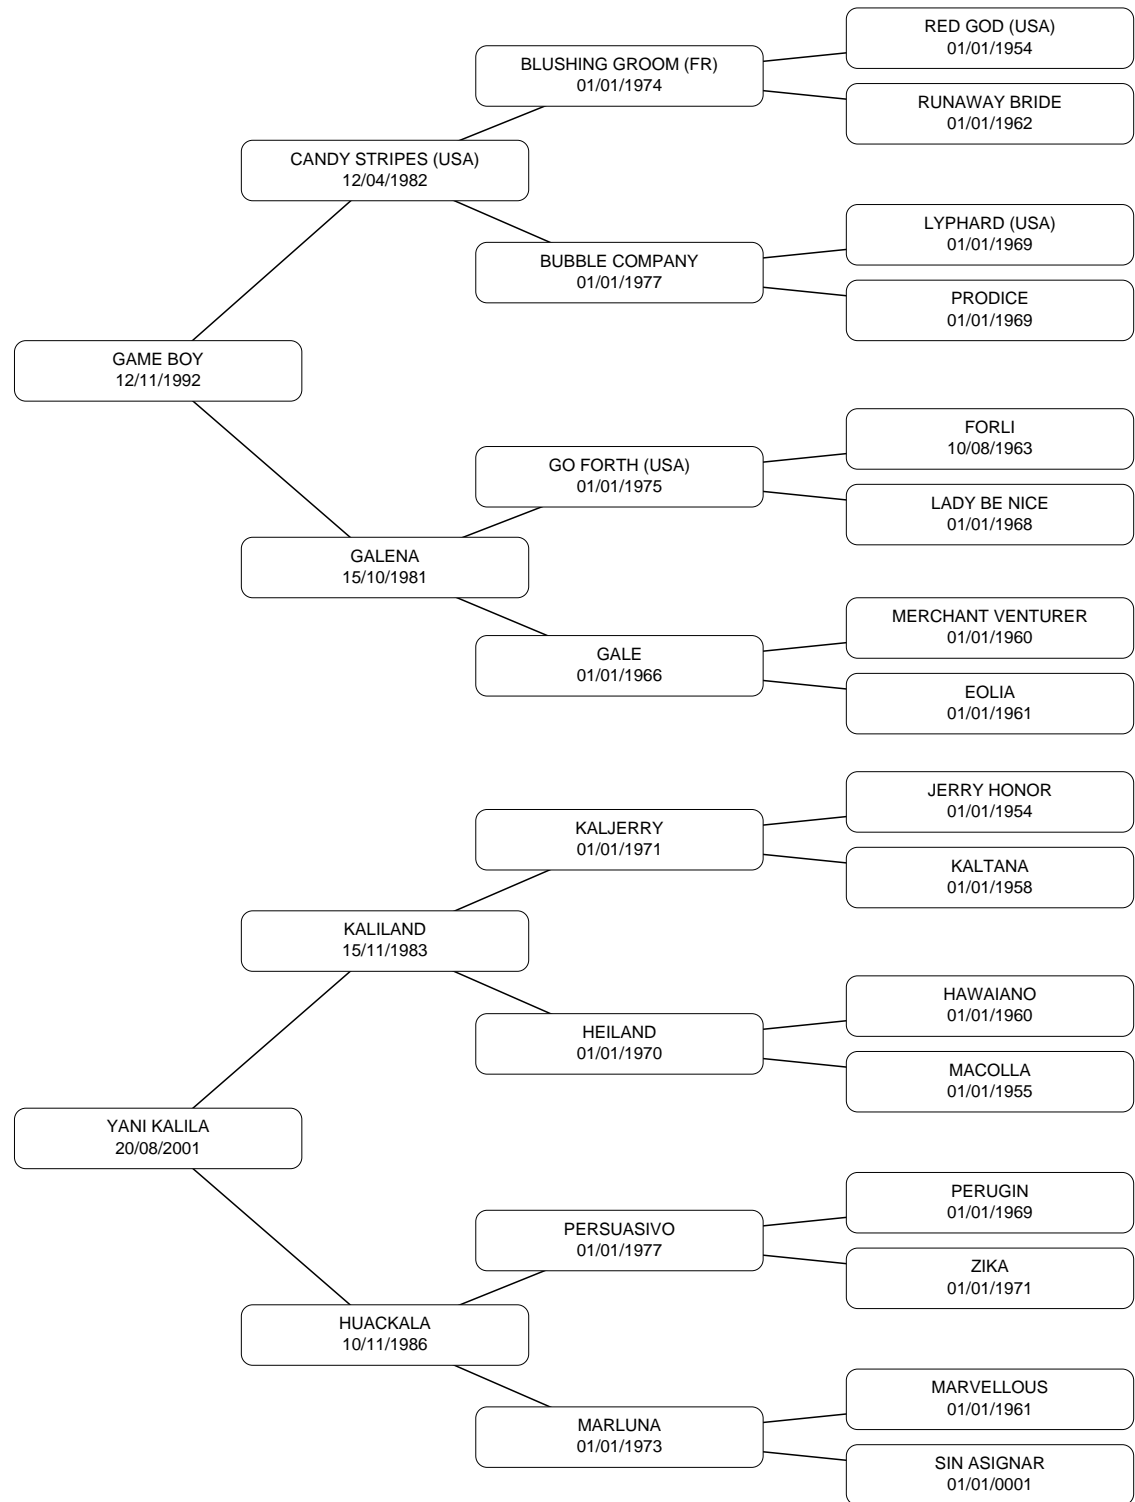 RED GOD (USA)
01/01/1954
BLUSHING GROOM (FR)
01/01/1974
RUNAWAY BRIDE
01/01/1962
CANDY STRIPES (USA)
12/04/1982
LYPHARD (USA)
01/01/1969
BUBBLE COMPANY
01/01/1977
PRODICE
01/01/1969
GAME BOY
12/11/1992
FORLI
10/08/1963
GO FORTH (USA)
01/01/1975
LADY BE NICE
01/01/1968
GALENA
15/10/1981
MERCHANT VENTURER
01/01/1960
GALE
01/01/1966
EOLIA
01/01/1961
JERRY HONOR
01/01/1954
KALJERRY
01/01/1971
KALTANA
01/01/1958
KALILAND
15/11/1983
HAWAIANO
01/01/1960
HEILAND
01/01/1970
MACOLLA
01/01/1955
YANI KALILA
20/08/2001
PERUGIN
01/01/1969
PERSUASIVO
01/01/1977
ZIKA
01/01/1971
HUACKALA
10/11/1986
MARVELLOUS
01/01/1961
MARLUNA
01/01/1973
SIN ASIGNAR
01/01/0001